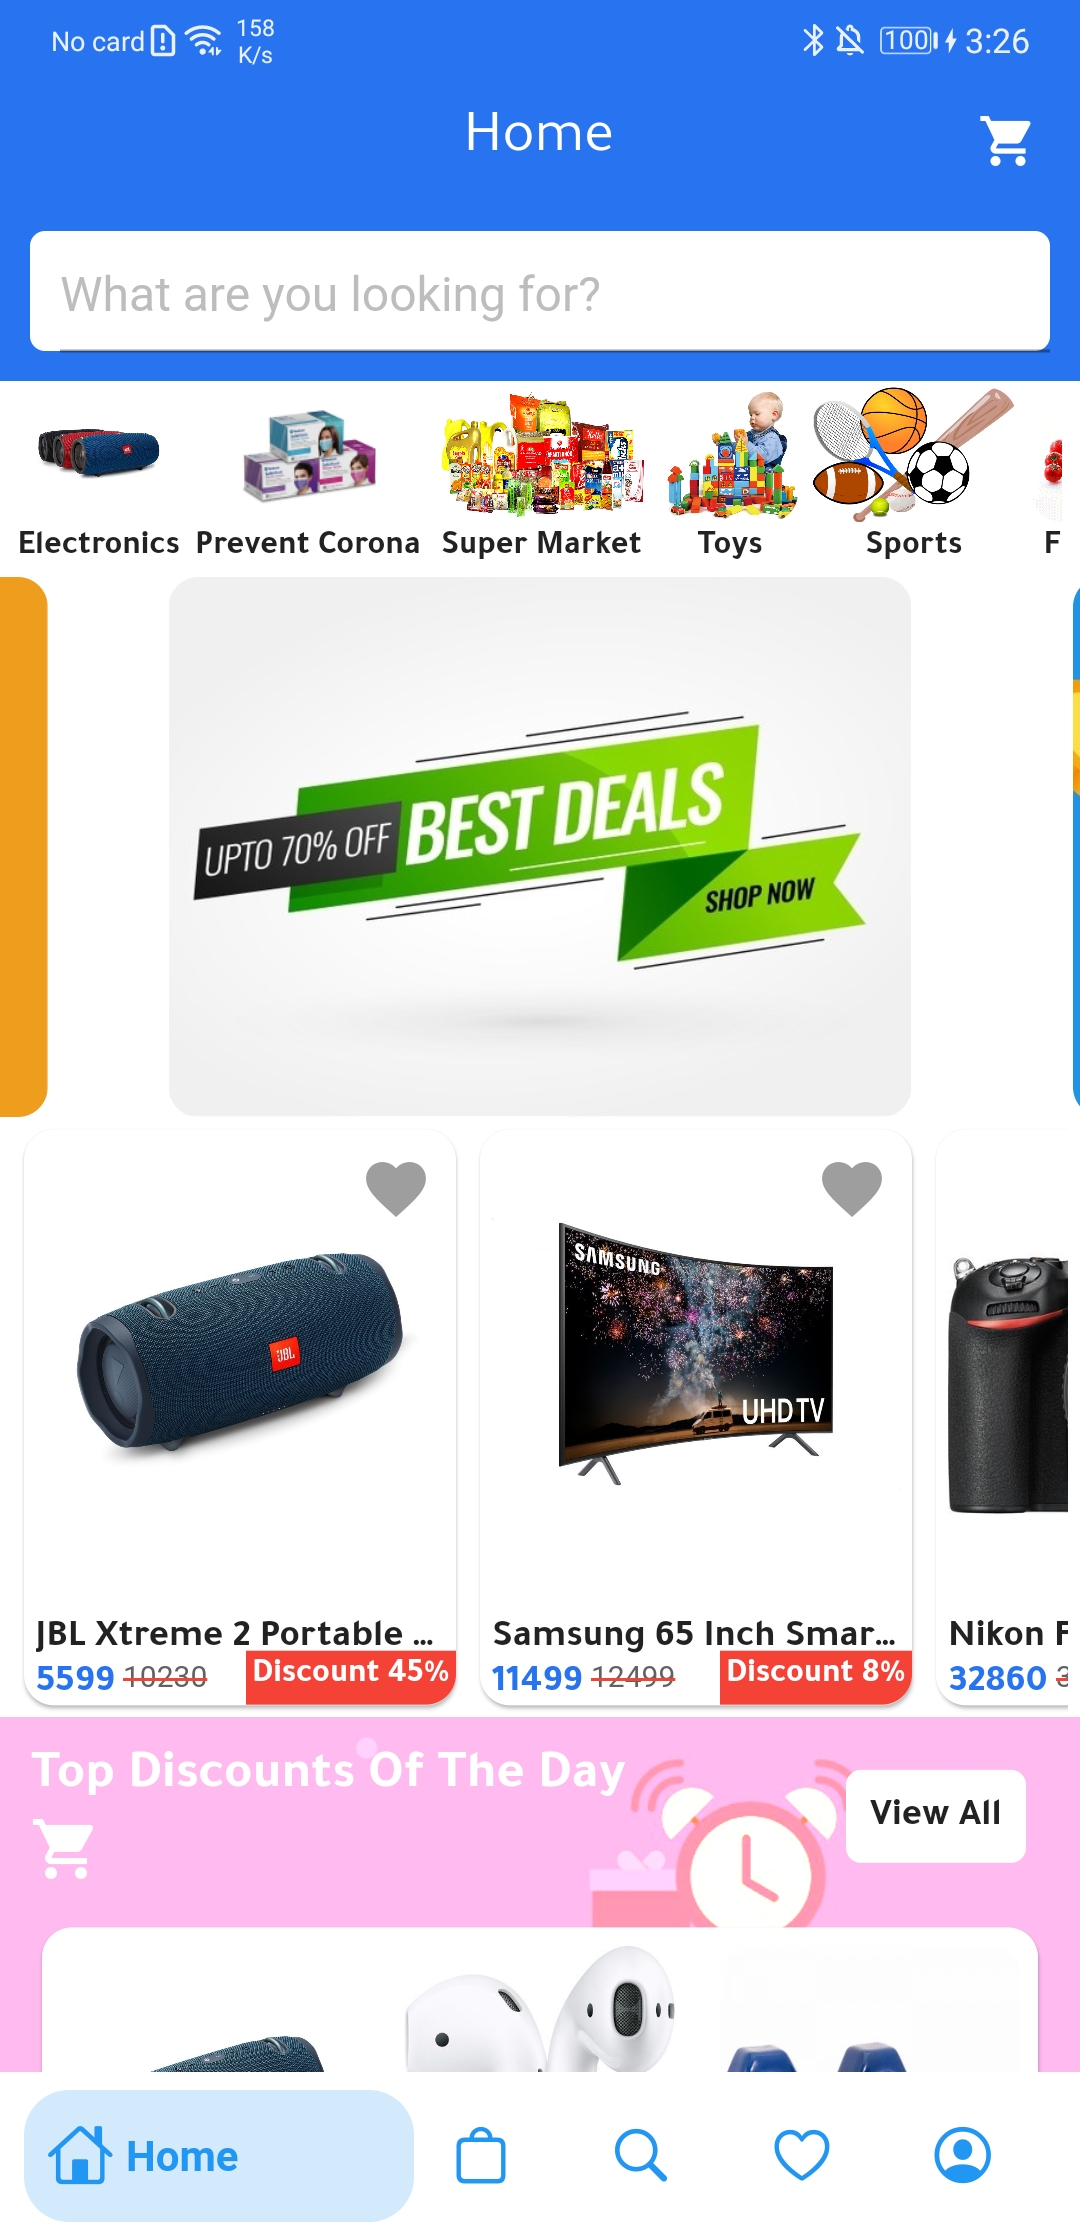 No card
158
K/s
100
3:26
Home
What are you looking for?
Electronics
Prevent Corona
Super Market
Toys
Sports
F
UPTO 70% OFF
BEST DEALS
SHOP NOW
JBL
SAMSUNG
UHD TV
JBL Xtreme 2 Portable ...
5599 10230
Discount 45%
Samsung 65 Inch Smar...
11499 12499
Discount 8%
Nikon F
32860 3
Top Discounts Of The Day
View All
Home